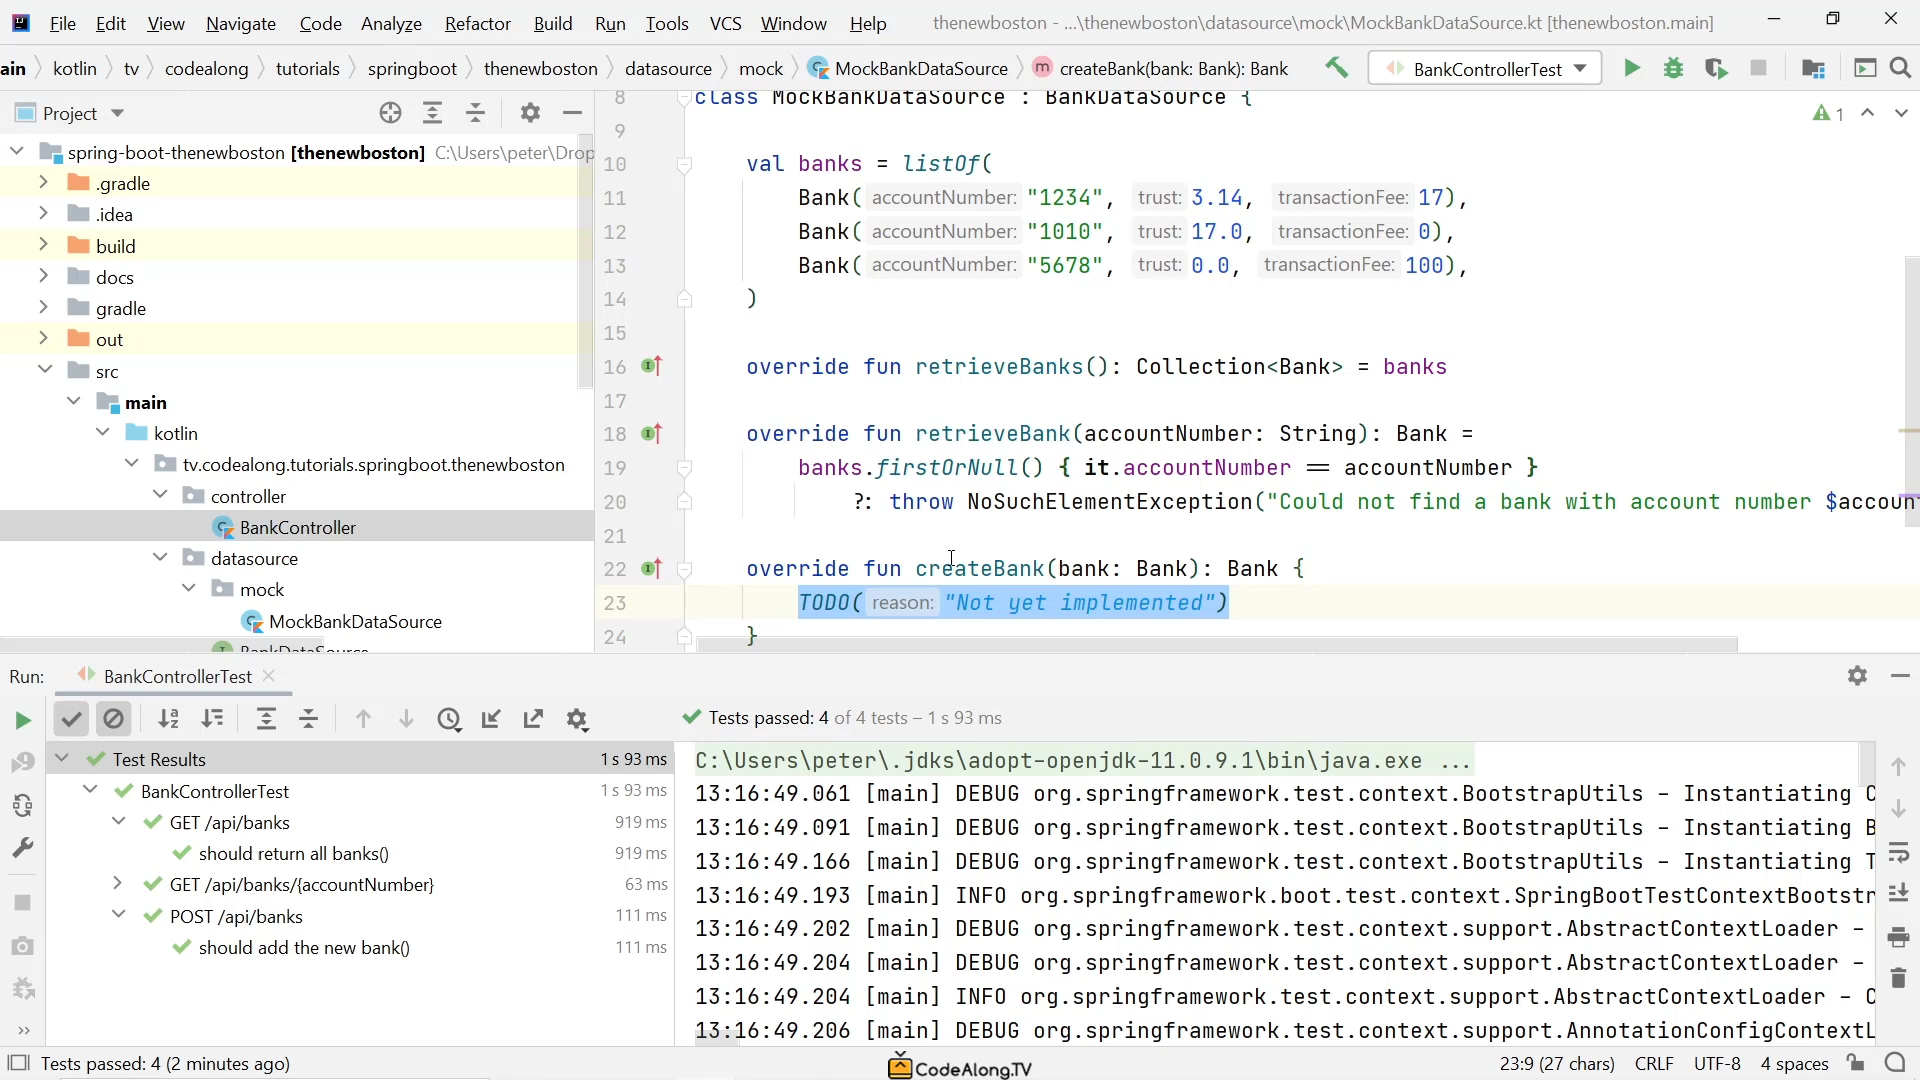 File Edit View Navigate Code Analyze Refactor Build Run Tools VCS Window Help thenewboston - ...\thenewboston\datasource\mock\MockBankDataSource.kt [thenewboston.main]
ain kotlin tv codealong tutorials springboot thenewboston datasource mock MockBankDataSource createBank(bank: Bank): Bank BankControllerTest
Project
spring-boot-thenewboston [thenewboston] C:\Users\peter\Drop
.gradle
.idea
build
docs
gradle
out
src
main
kotlin
tv.codealong.tutorials.springboot.thenewboston
controller
BankController
datasource
mock
MockBankDataSource
BankDataSource
1
8 class MockBankDataSource : BankDataSource {
9
10 val banks = listOf(
11 Bank( accountNumber: "1234", trust: 3.14, transactionFee: 17),
12 Bank( accountNumber: "1010", trust: 17.0, transactionFee: 0),
13 Bank( accountNumber: "5678", trust: 0.0, transactionFee: 100),
14 )
15
16 override fun retrieveBanks(): Collection<Bank> = banks
17
18 override fun retrieveBank(accountNumber: String): Bank =
19 banks.firstOrNull() { it.accountNumber == accountNumber }
20 ?: throw NoSuchElementException("Could not find a bank with account number $accoun
21
22 override fun createBank(bank: Bank): Bank {
23 TODO( reason: "Not yet implemented")
24 }
Run: BankControllerTest
Tests passed: 4 of 4 tests – 1 s 93 ms
Test Results 1 s 93 ms
BankControllerTest 1 s 93 ms
GET /api/banks 919 ms
should return all banks() 919 ms
GET /api/banks/{accountNumber} 63 ms
POST /api/banks 111 ms
should add the new bank() 111 ms
C:\Users\peter\.jdks\adopt-openjdk-11.0.9.1\bin\java.exe ...
13:16:49.061 [main] DEBUG org.springframework.test.context.BootstrapUtils - Instantiating C
13:16:49.091 [main] DEBUG org.springframework.test.context.BootstrapUtils - Instantiating B
13:16:49.166 [main] DEBUG org.springframework.test.context.BootstrapUtils - Instantiating T
13:16:49.193 [main] INFO org.springframework.boot.test.context.SpringBootTestContextBootstr
13:16:49.202 [main] DEBUG org.springframework.test.context.support.AbstractContextLoader -
13:16:49.204 [main] DEBUG org.springframework.test.context.support.AbstractContextLoader -
13:16:49.204 [main] INFO org.springframework.test.context.support.AbstractContextLoader - C
13:16:49.206 [main] DEBUG org.springframework.test.context.support.AnnotationConfigContextL
Tests passed: 4 (2 minutes ago) CodeAlong.TV 23:9 (27 chars) CRLF UTF-8 4 spaces